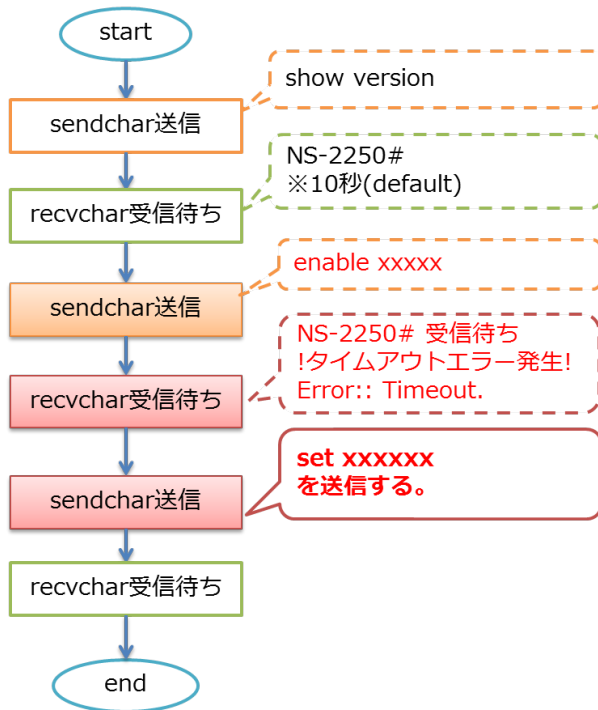 start
show version
sendchar送信
NS-2250#
※10秒(default)
recvchar受信待ち
enable xxxxx
sendchar送信
NS-2250# 受信待ち
!タイムアウトエラー発生!
Error:: Timeout.
recvchar受信待ち
set xxxxxx
を送信する。
sendchar送信
recvchar受信待ち
end